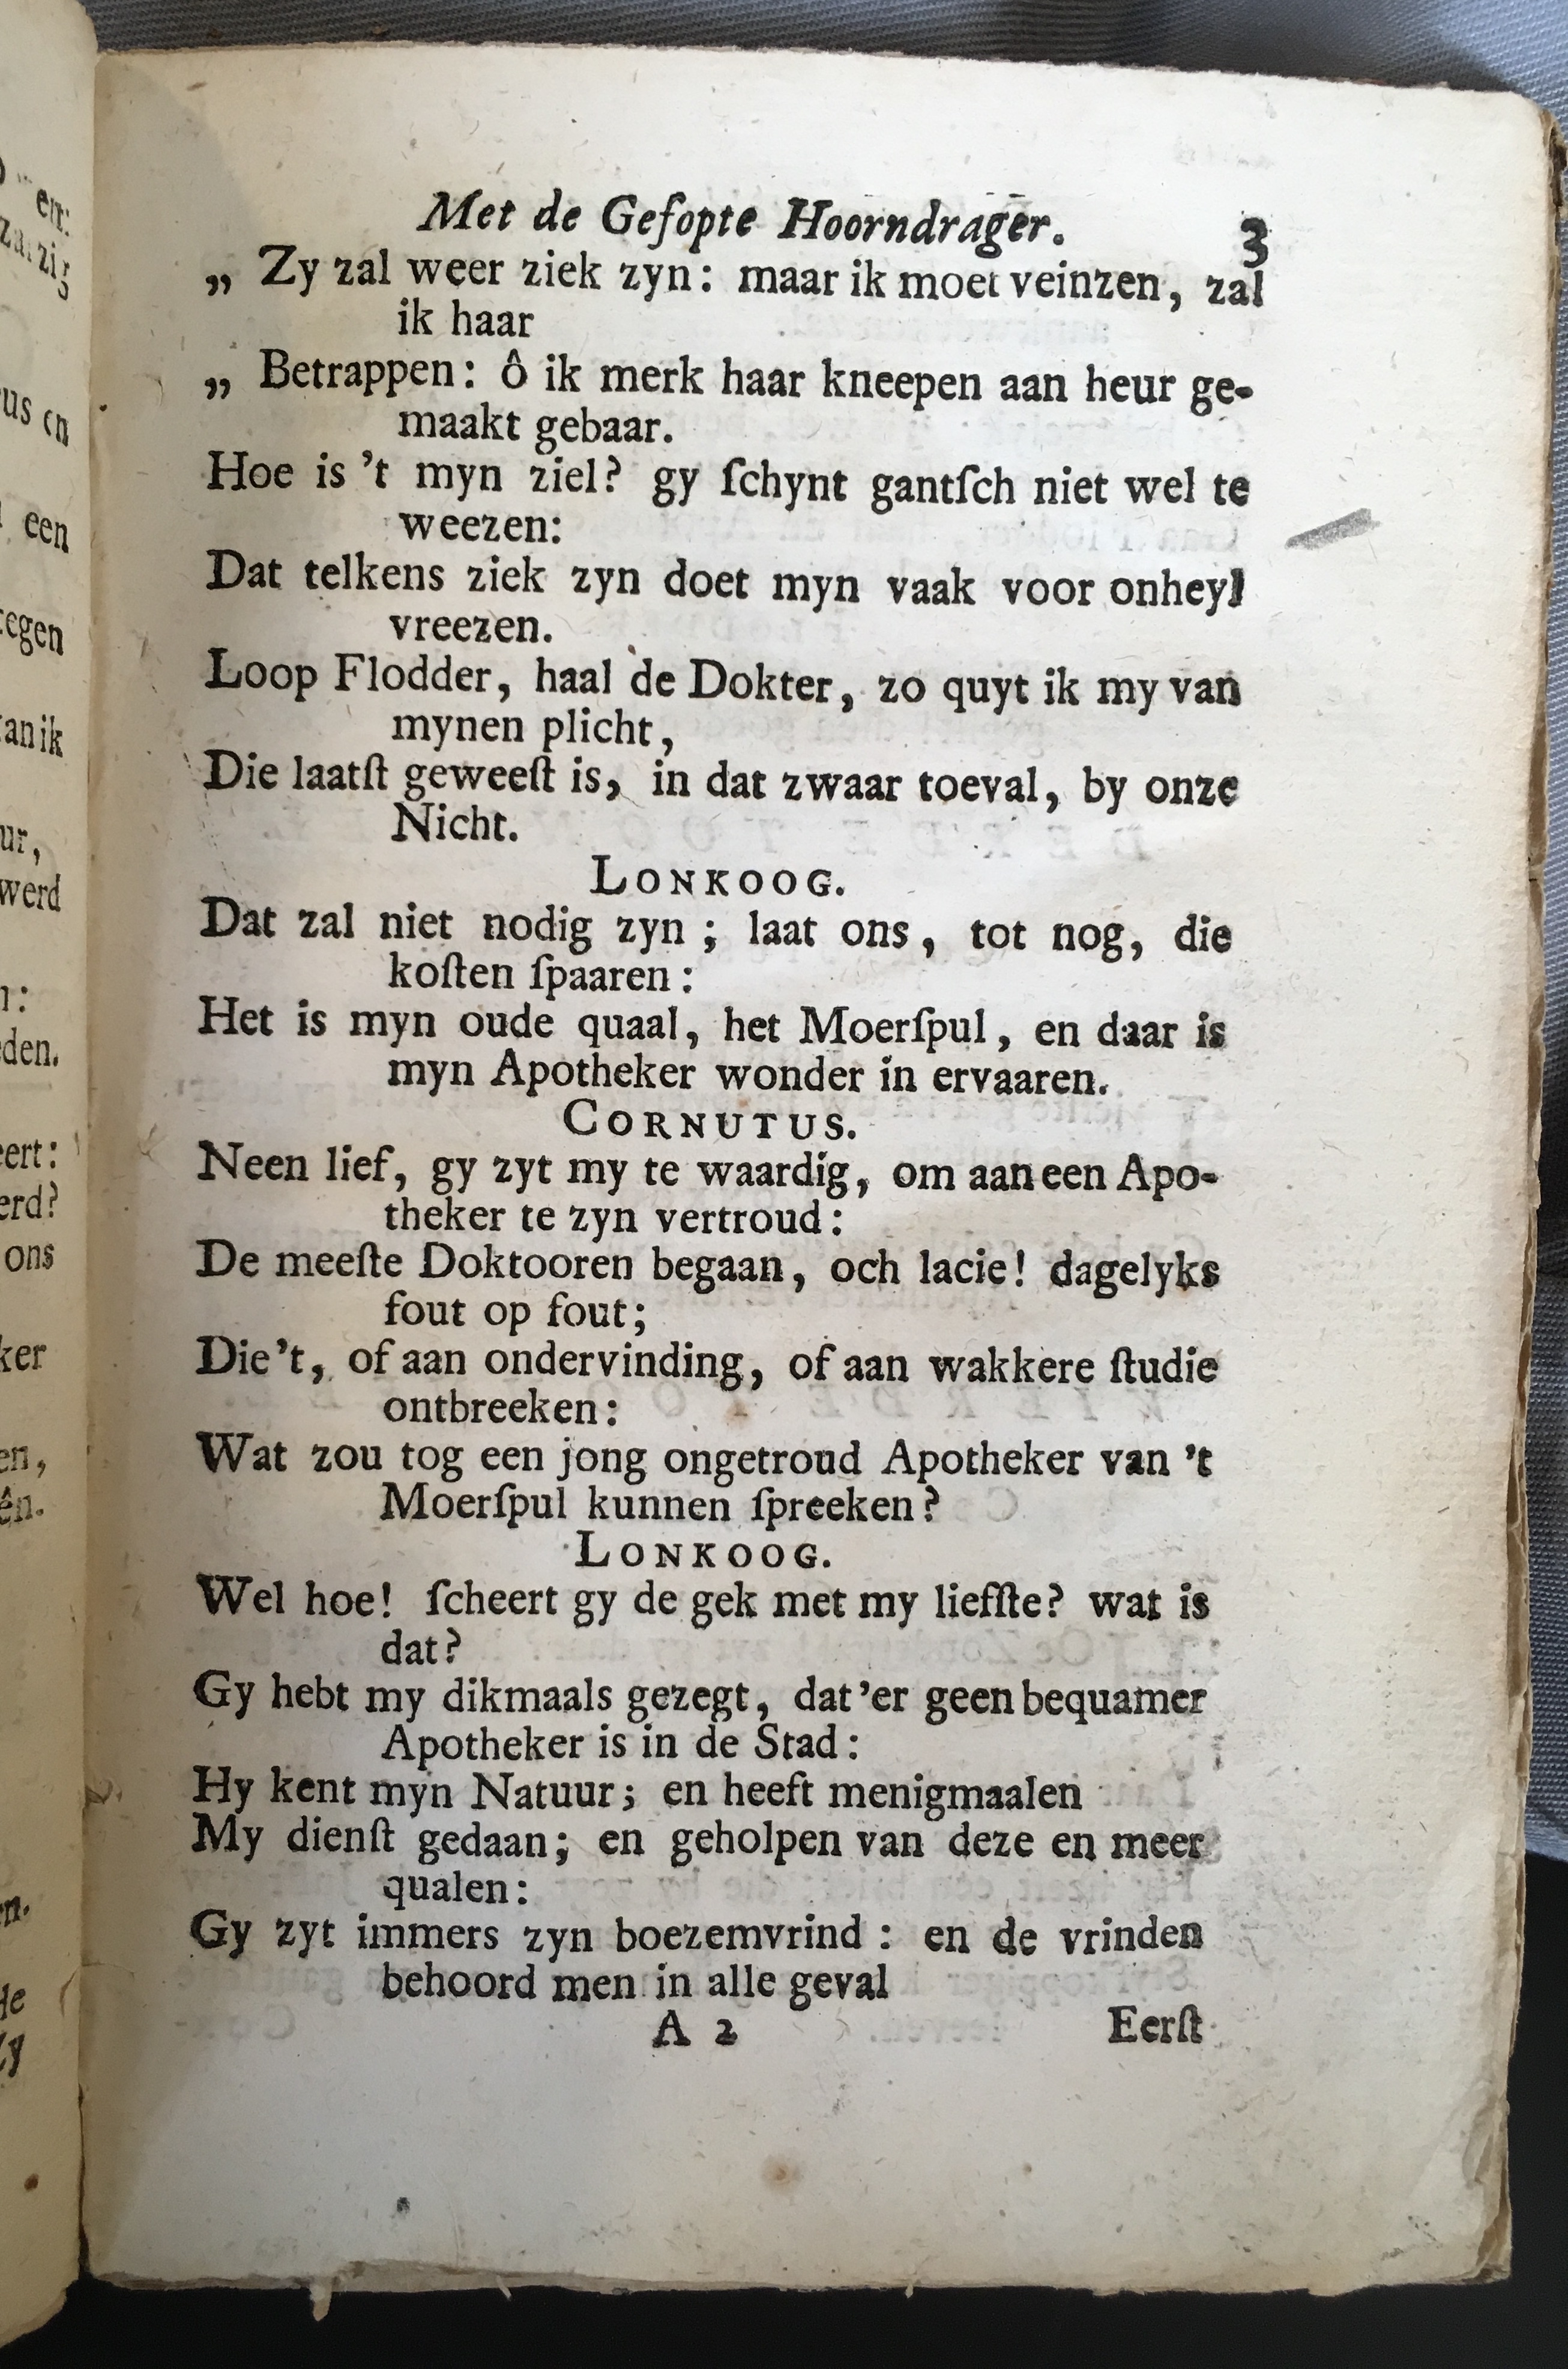 Met de Gefopte Hoorndrager. 3
„ Zy zal weer ziek zyn: maar ik moet veinzen, zal
ik haar
„ Betrappen: ô ik merk haar kneepen aan heur ge-
maakt gebaar.
Hoe is 't myn ziel? gy ſchynt gantſch niet wel te
weezen:
Dat telkens ziek zyn doet myn vaak voor onheyl
vreezen.
Loop Flodder, haal de Dokter, zo quyt ik my van
mynen plicht,
Die laatſt geweeſt is, in dat zwaar toeval, by onze
Nicht.
LONKOOG.
Dat zal niet nodig zyn; laat ons, tot nog, die
koſten ſpaaren:
Het is myn oude quaal, het Moerſpul, en daar is
myn Apotheker wonder in ervaaren.
CORNUTUS.
Neen lief, gy zyt my te waardig, om aan een Apo-
theker te zyn vertroud:
De meeſte Doktooren begaan, och lacie! dagelyks
fout op fout;
Die't, of aan ondervinding, of aan wakkere ſtudie
ontbreeken:
Wat zou tog een jong ongetroud Apotheker van 't
Moerſpul kunnen ſpreeken?
LONKOOG.
Wel hoe! ſcheert gy de gek met my liefſte? wat is
dat?
Gy hebt my dikmaals gezegt, dat'er geen bequamer
Apotheker is in de Stad:
Hy kent myn Natuur; en heeft menigmaalen
My dienſt gedaan; en geholpen van deze en meer
qualen:
Gy zyt immers zyn boezemvrind: en de vrinden
behoord men in alle geval
A 2 Eerſt